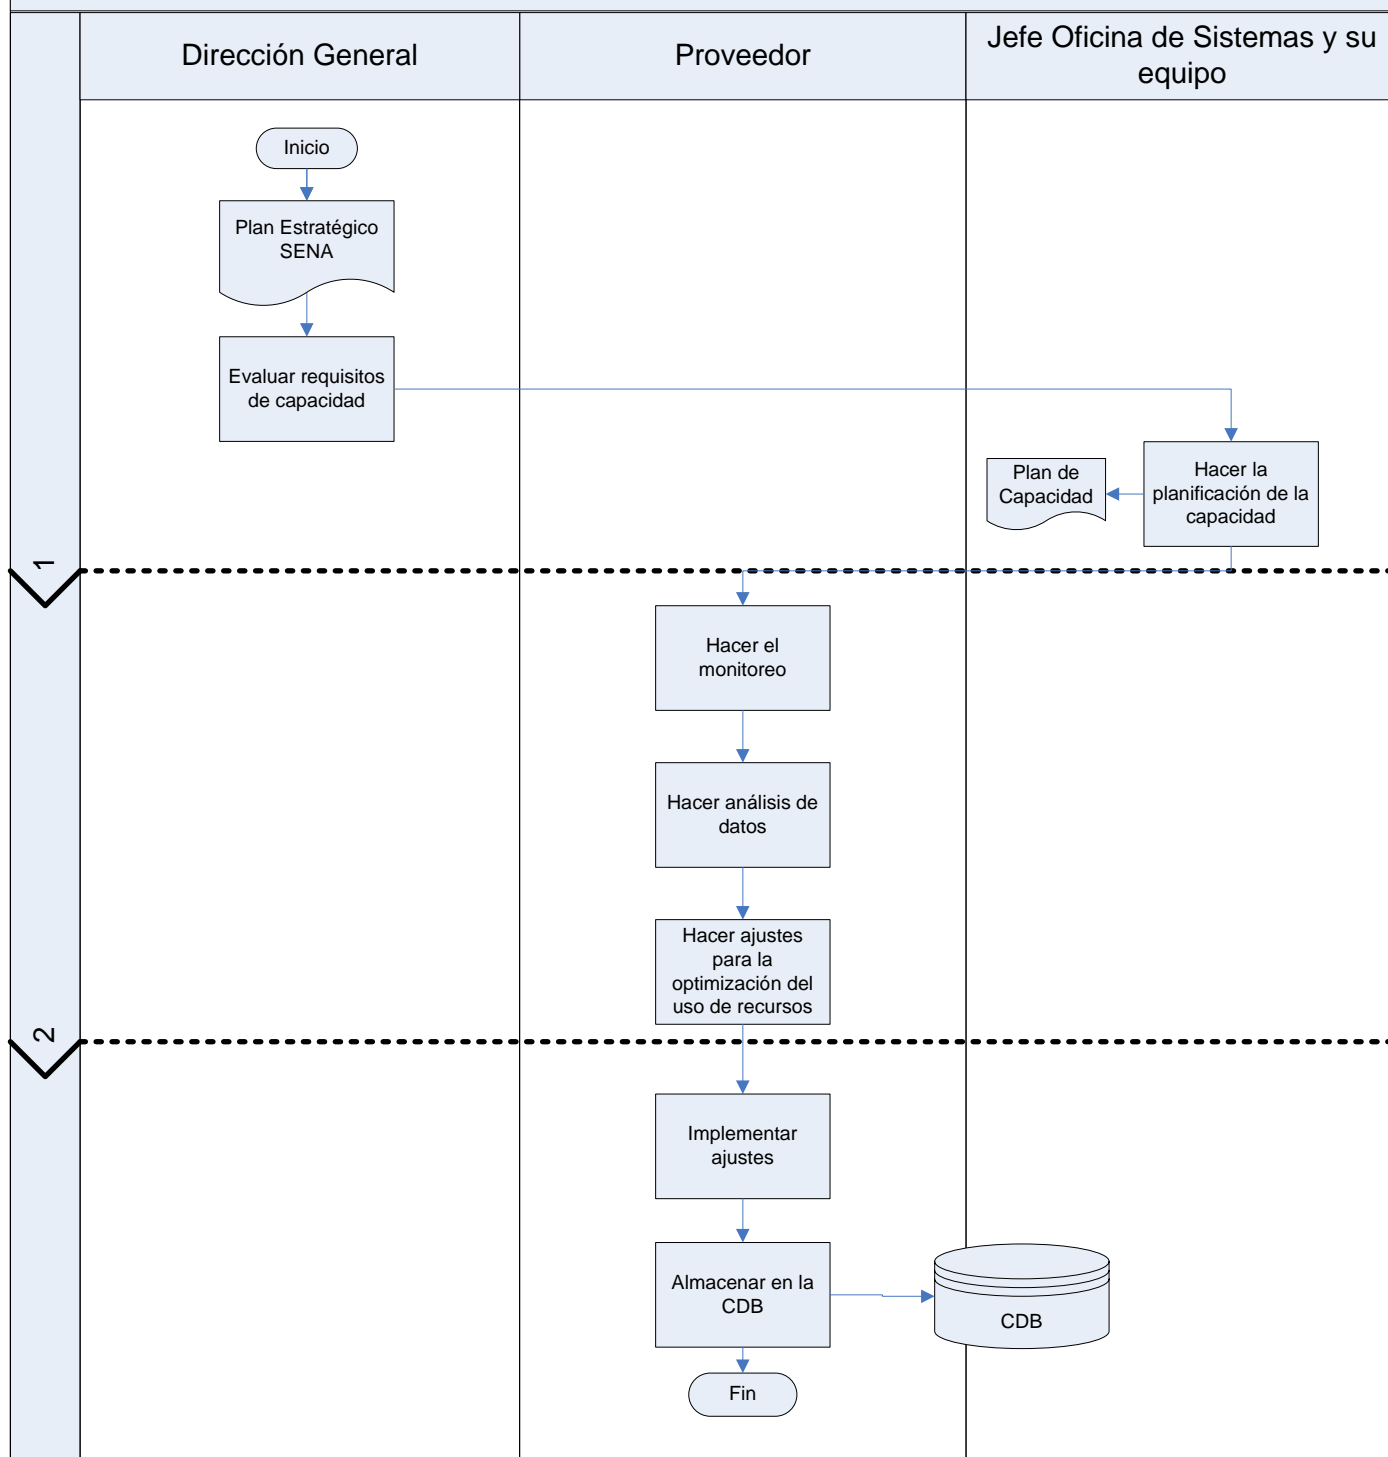 Dirección General
Proveedor
Jefe Oficina de Sistemas y su
equipo
Inicio
Plan Estratégico
SENA
Evaluar requisitos
de capacidad
Plan de
Capacidad
Hacer la
planificación de la
capacidad
1
Hacer el
monitoreo
Hacer análisis de
datos
Hacer ajustes
para la
optimización del
uso de recursos
2
Implementar
ajustes
Almacenar en la
CDB
CDB
Fin